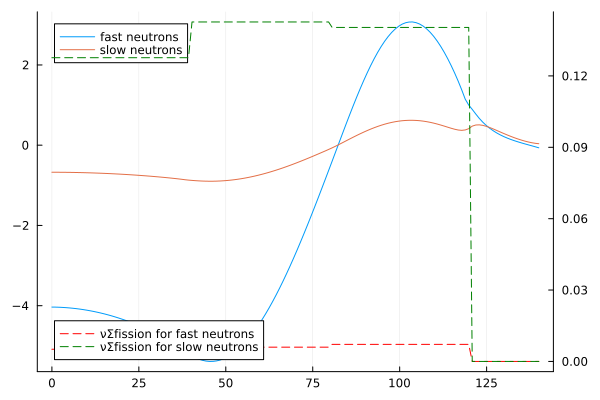 fast neutrons
slow neutrons
2
0
−2
−4
0.12
0.09
0.06
0.03
0.00
νΣfission for fast neutrons
νΣfission for slow neutrons
0 25 50 75 100 125